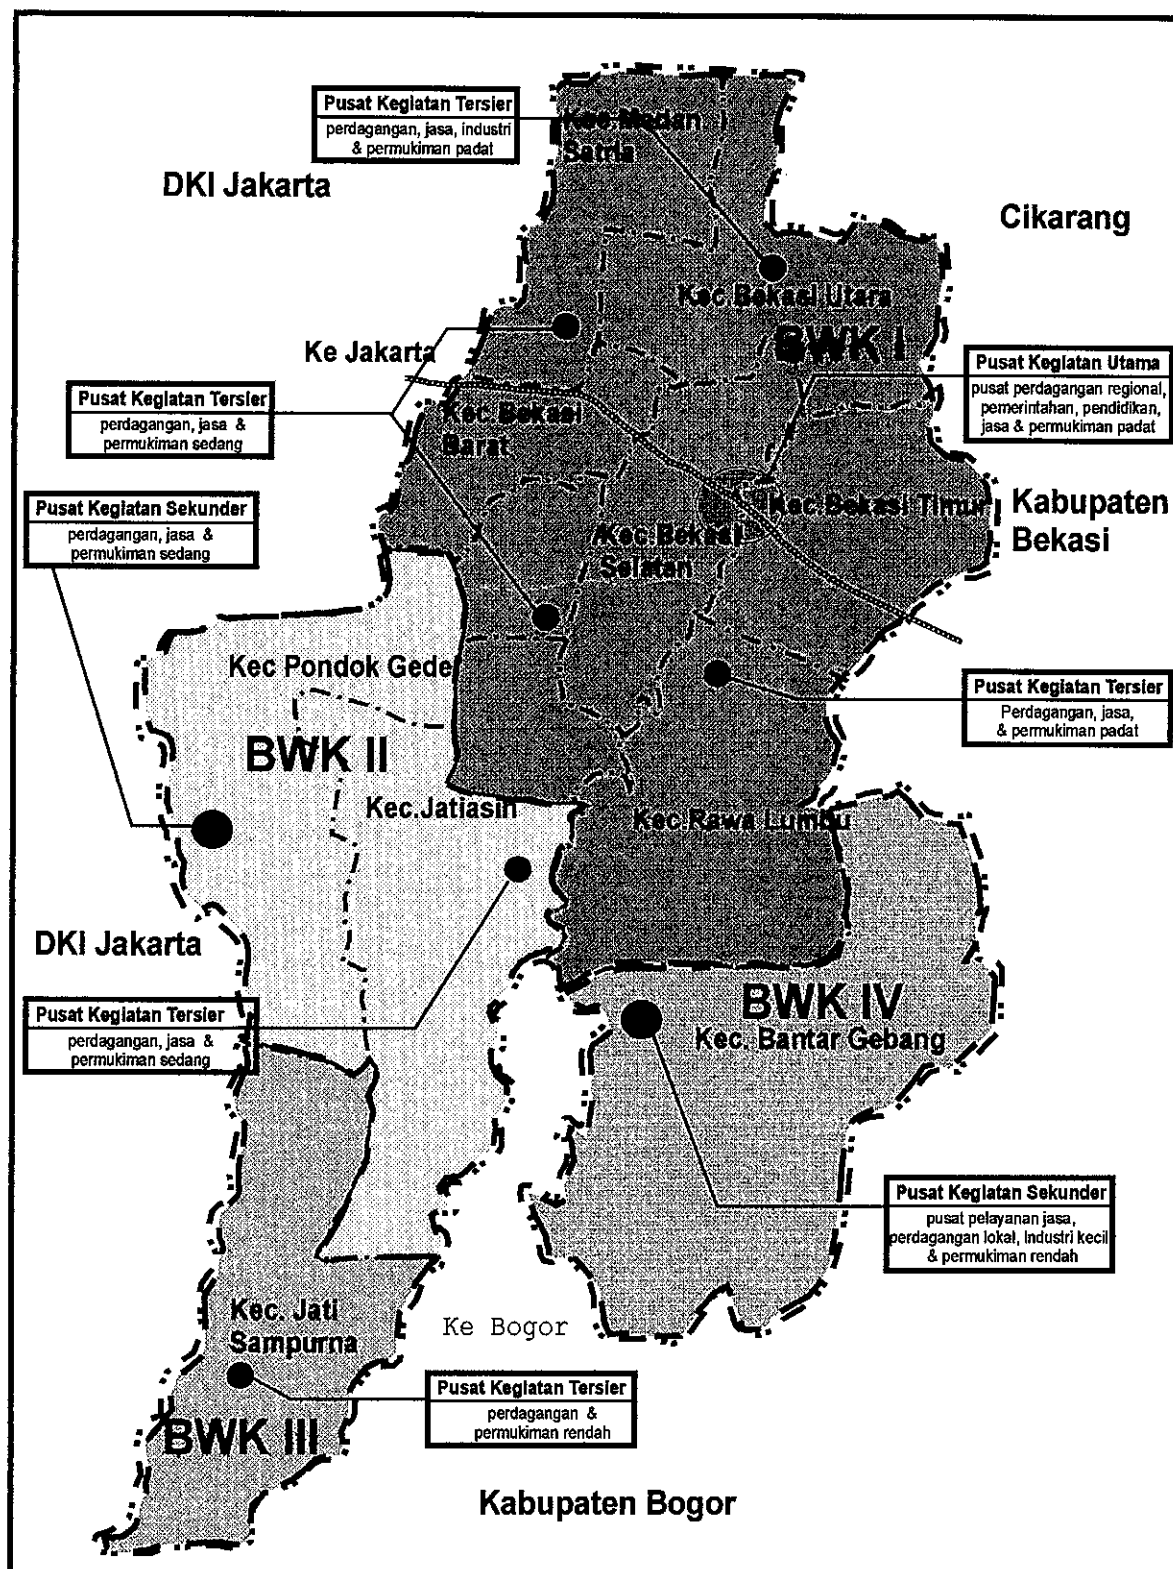 Pusat Kegiatan Tersier
perdagangan, jasa, industri
& permukiman padat
Kec.Medan
Satria
DKI Jakarta
Cikarang
Kec.Bekasi Utara
BWK I
Ke Jakarta
Pusat Kegiatan Utama
pusat perdagangan regional,
pemerintahan, pendidikan,
jasa & permukiman padat
Pusat Kegiatan Tersier
perdagangan, jasa &
permukiman sedang
Kec.Bekasi
Barat
Pusat Kegiatan Sekunder
perdagangan, jasa &
permukiman sedang
Kec.Bekasi Timur
Kabupaten
Bekasi
Kec.Bekasi
Selatan
Kec Pondok Gede
Pusat Kegiatan Tersier
Perdagangan, jasa,
& permukiman padat
BWK II
Kec.Jatiasih
Kec.Rawa Lumbu
DKI Jakarta
BWK IV
Kec. Bantar Gebang
Pusat Kegiatan Tersier
perdagangan, jasa &
permukiman sedang
Pusat Kegiatan Sekunder
pusat pelayanan jasa,
perdagangan lokal, Industri kecil
& permukiman rendah
Kec. Jati
Sampurna
Ke Bogor
Pusat Kegiatan Tersier
perdagangan &
permukiman rendah
BWK III
Kabupaten Bogor